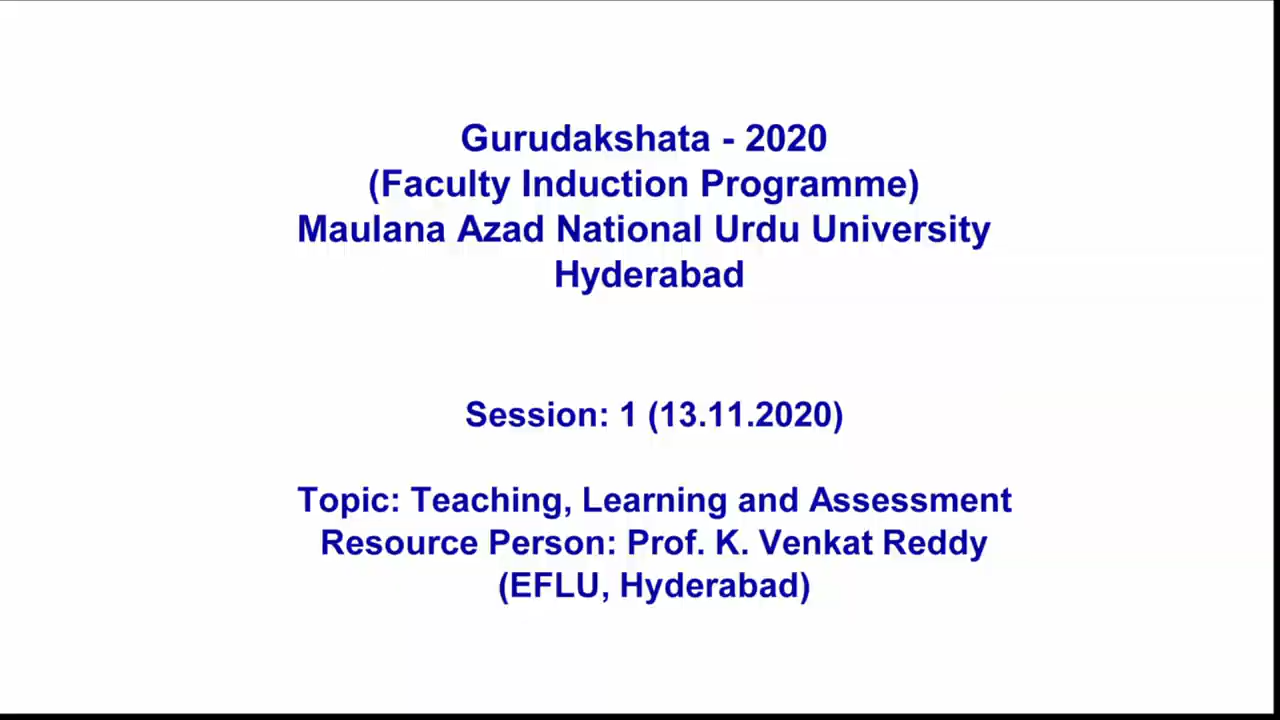 Gurudakshata - 2020
(Faculty Induction Programme)
Maulana Azad National Urdu University
Hyderabad
Session: 1 (13.11.2020)
Topic: Teaching, Learning and Assessment
Resource Person: Prof. K. Venkat Reddy
(EFLU, Hyderabad)